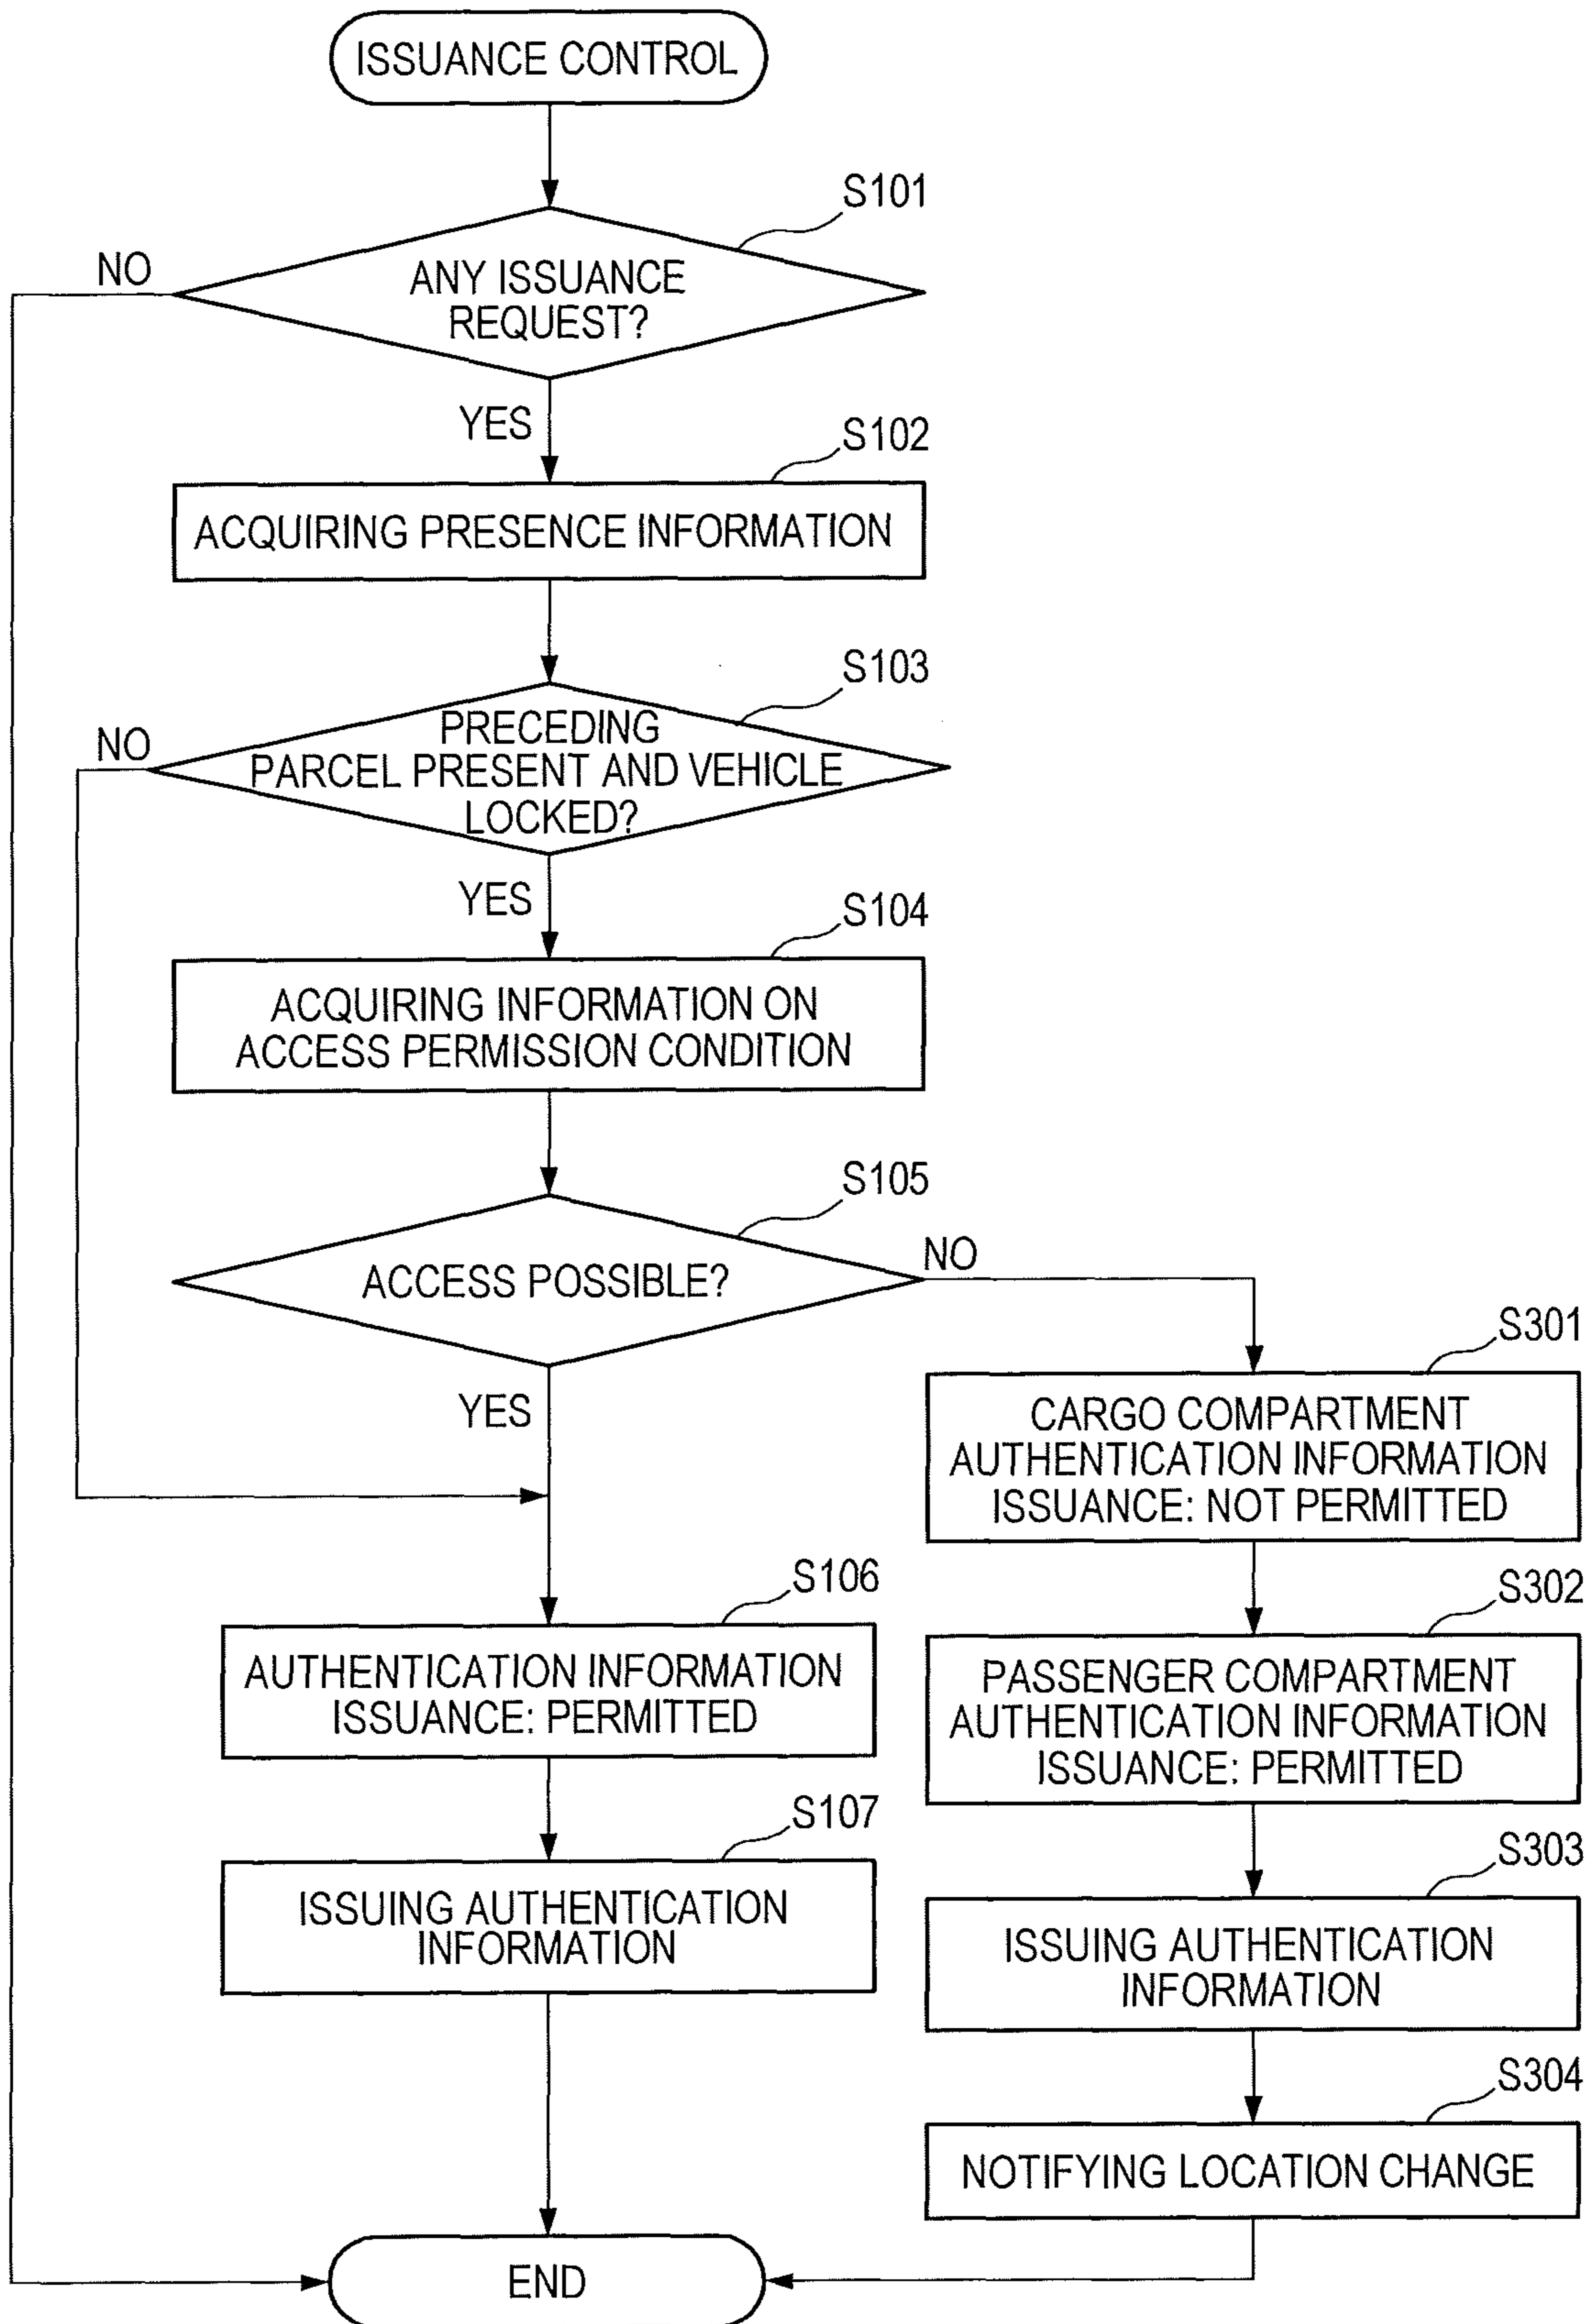 ISSUANCE CONTROL
S101
NO
ANY ISSUANCE
REQUEST?
YES
S102
ACQUIRING PRESENCE INFORMATION
S103
NO
PRECEDING
PARCEL PRESENT AND VEHICLE
LOCKED?
YES
S104
ACQUIRING INFORMATION ON
ACCESS PERMISSION CONDITION
S105
NO
ACCESS POSSIBLE?
YES
S301
CARGO COMPARTMENT
AUTHENTICATION INFORMATION
ISSUANCE: NOT PERMITTED
S106
AUTHENTICATION INFORMATION
ISSUANCE: PERMITTED
S302
PASSENGER COMPARTMENT
AUTHENTICATION INFORMATION
ISSUANCE: PERMITTED
S107
ISSUING AUTHENTICATION
INFORMATION
S303
ISSUING AUTHENTICATION
INFORMATION
S304
NOTIFYING LOCATION CHANGE
END